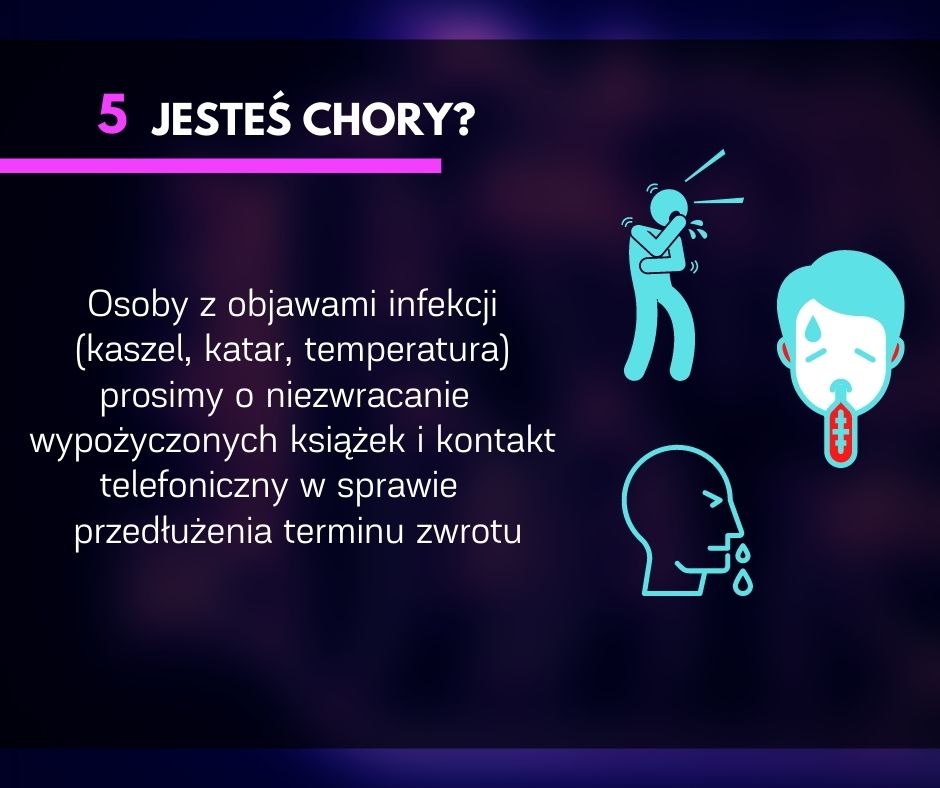 5 JESTEŚ CHORY?
Osoby z objawami infekcji
(kaszel, katar, temperatura)
prosimy o niezwracanie
wypożyczonych książek i kontakt
telefoniczny w sprawie
przedłużenia terminu zwrotu